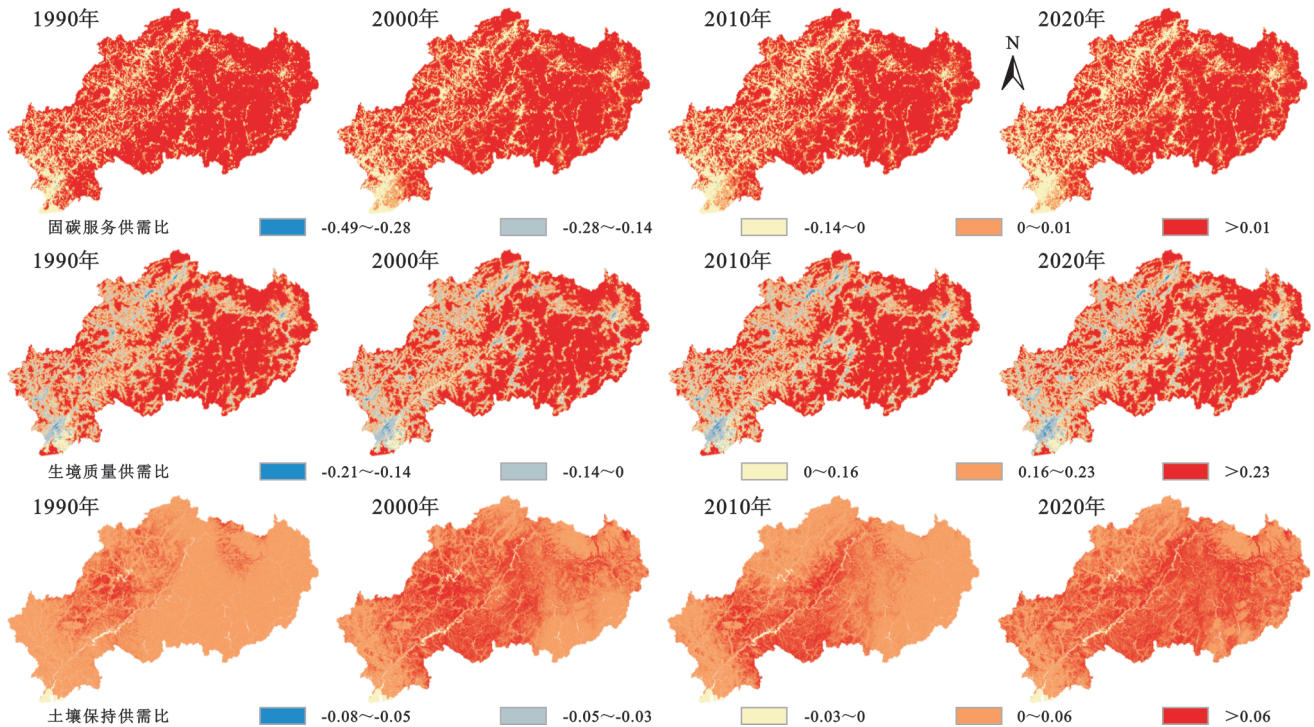 1990年 2000年 2010年 2020年
N
固碳服务供需比 -0.49～-0.28 -0.28～-0.14 -0.14～0 0～0.01 ＞0.01
1990年 2000年 2010年 2020年
生境质量供需比 -0.21～-0.14 -0.14～0 0～0.16 0.16～0.23 ＞0.23
1990年 2000年 2010年 2020年
土壤保持供需比 -0.08～-0.05 -0.05～-0.03 -0.03～0 0～0.06 ＞0.06